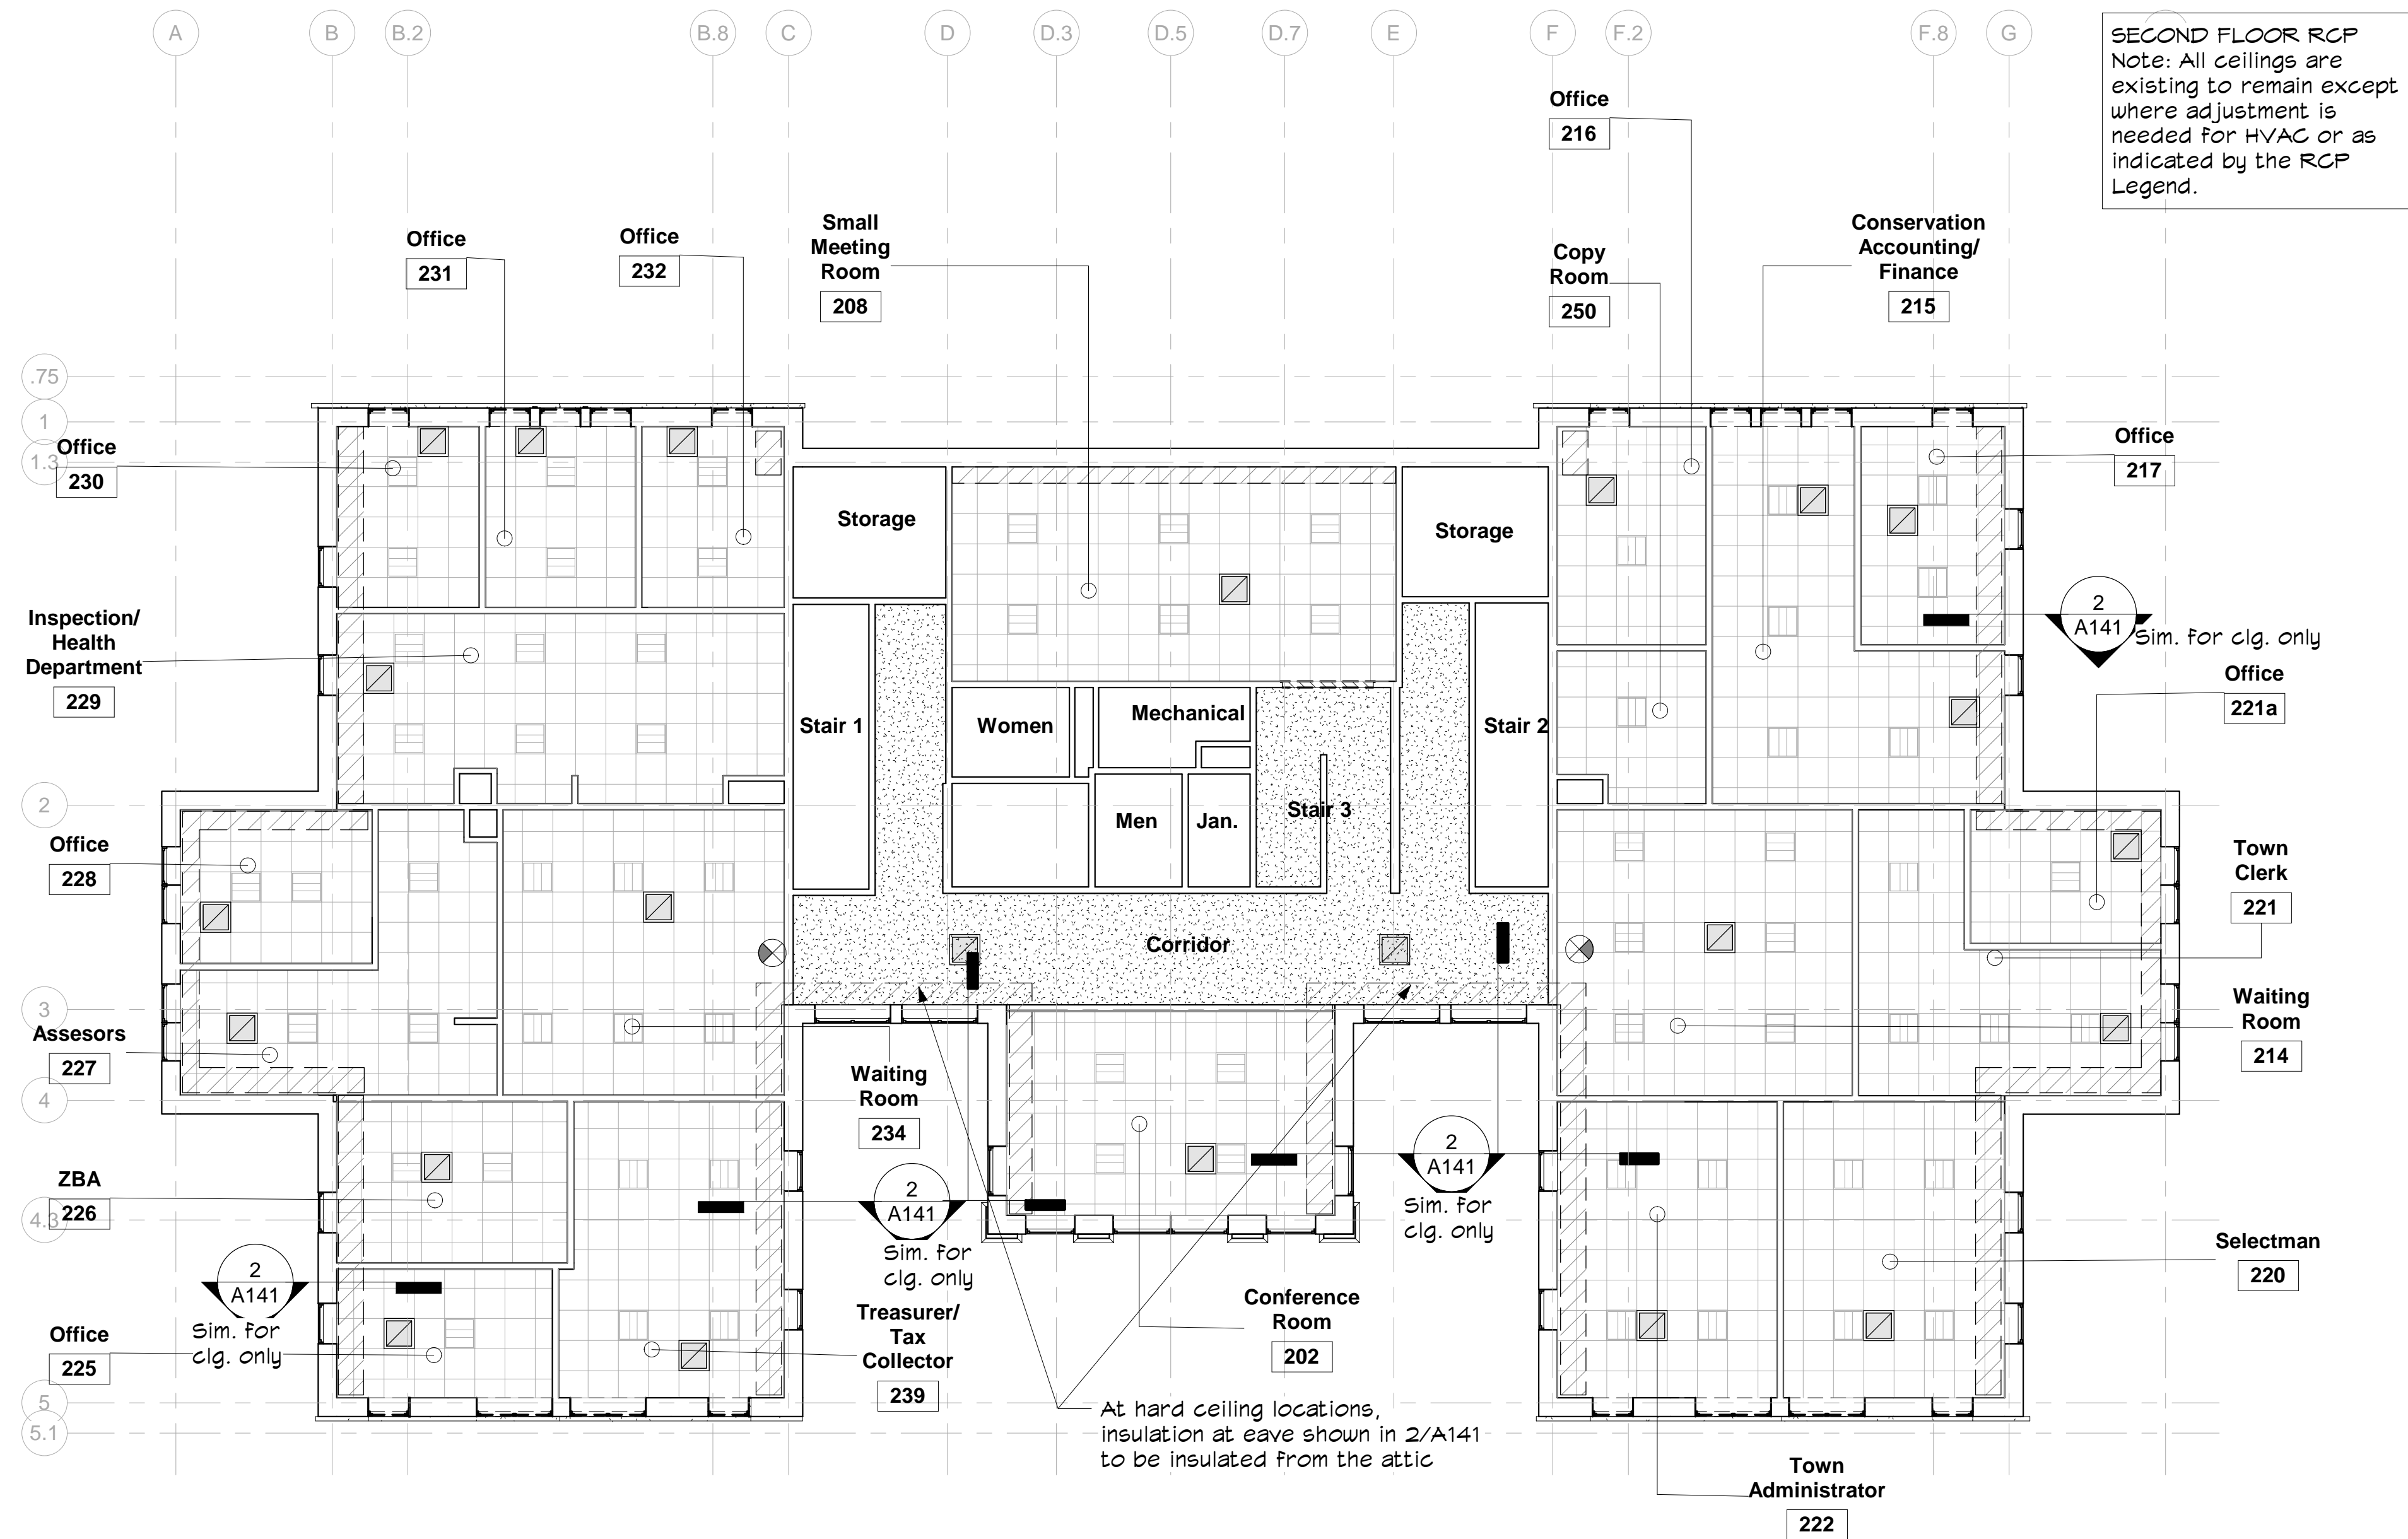 A
B
B.2
B.8
C
D
D.3
D.5
D.7
E
F
F.2
F.8
G
SECOND FLOOR RCP
Note: All ceilings are
existing to remain except
where adjustment is
needed for HVAC or as
indicated by the RCP
Legend.
Office
216
Office
231
Office
232
Small
Meeting
Room
208
Copy
Room
250
Conservation
Accounting/
Finance
215
.75
1
1.3
Office
230
Office
217
Storage
Storage
Inspection/
Health
Department
229
2
A141
Sim. for clg. only
Office
221a
Stair 1
Women
Mechanical
Stair 2
2
Men
Jan.
Stair 3
Office
228
Town
Clerk
221
Corridor
3
Assesors
227
Waiting
Room
214
4
Waiting
Room
234
ZBA
226
4.3
2
A141
Sim. for
clg. only
2
A141
Sim. for
clg. only
2
A141
Sim. for
clg. only
Selectman
220
Office
225
Treasurer/
Tax
Collector
239
Conference
Room
202
5
5.1
At hard ceiling locations,
insulation at eave shown in 2/A141
to be insulated from the attic
Town
Administrator
222